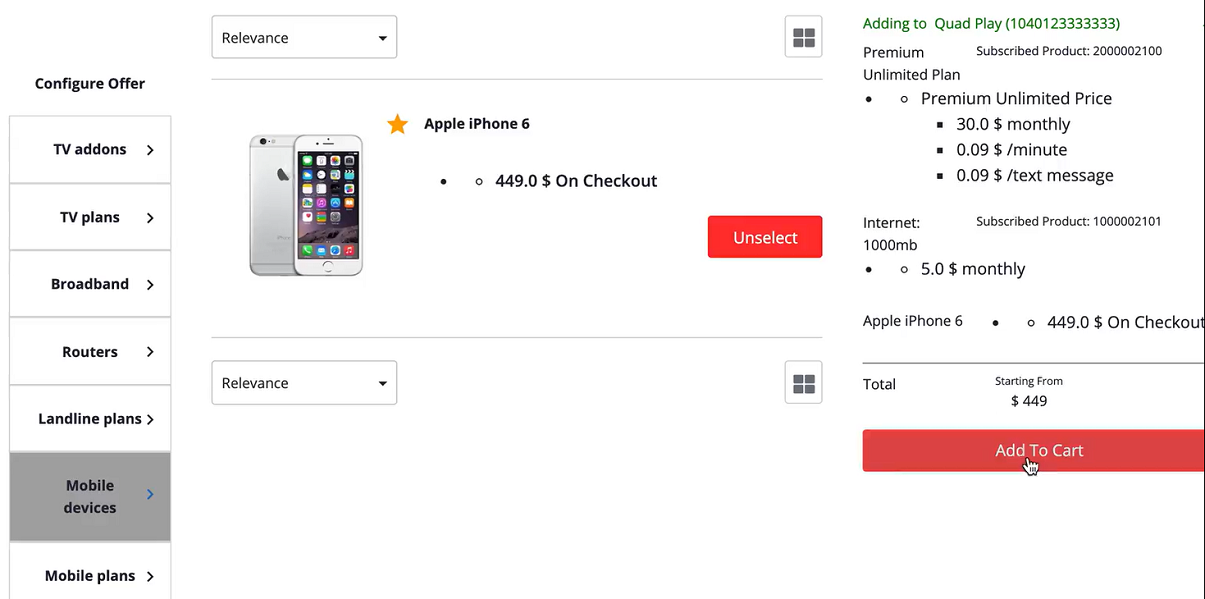 Configure Offer
TV addons
TV plans
Broadband
Routers
Landline plans
Mobile
devices
Mobile plans
Relevance
Apple iPhone 6
449.0 $ On Checkout
Unselect
Relevance
Adding to Quad Play (1040123333333)
Premium
Unlimited Plan
Subscribed Product: 2000002100
Premium Unlimited Price
30.0 $ monthly
0.09 $ /minute
0.09 $ /text message
Internet:
1000mb
Subscribed Product: 1000002101
5.0 $ monthly
Apple iPhone 6
449.0 $ On Checkout
Total
Starting From
$ 449
Add To Cart